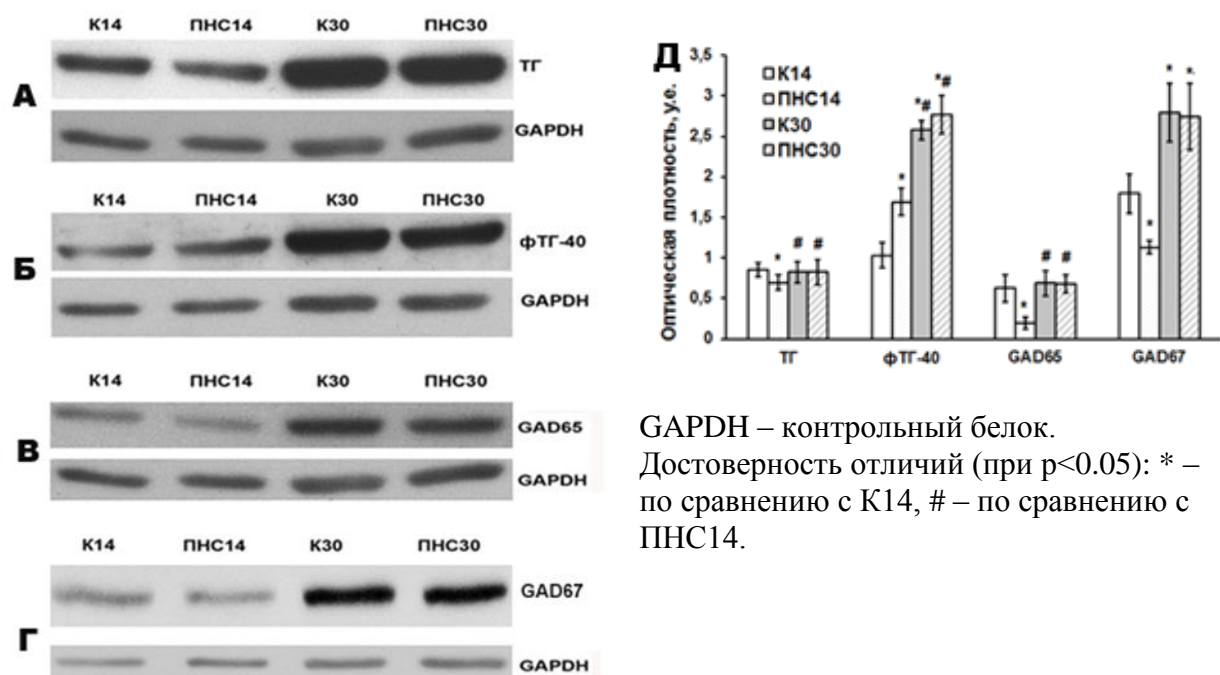 К14 ПНС14 К30 ПНС30
А ТГ
GAPDH
К14 ПНС14 К30 ПНС30
Б фТГ-40
GAPDH
К14 ПНС14 К30 ПНС30
В GAD65
GAPDH
К14 ПНС14 К30 ПНС30
GAD67
Г GAPDH
Д
Оптическая плотность, у.е.
3,5
3
2,5
2
1,5
1
0,5
0
К14
ПНС14
К30
ПНС30
* # #
* *# *#
* # #
* * *
ТГ фТГ-40 GAD65 GAD67
GAPDH – контрольный белок.
Достоверность отличий (при p<0.05): * –
по сравнению с К14, # – по сравнению с
ПНС14.